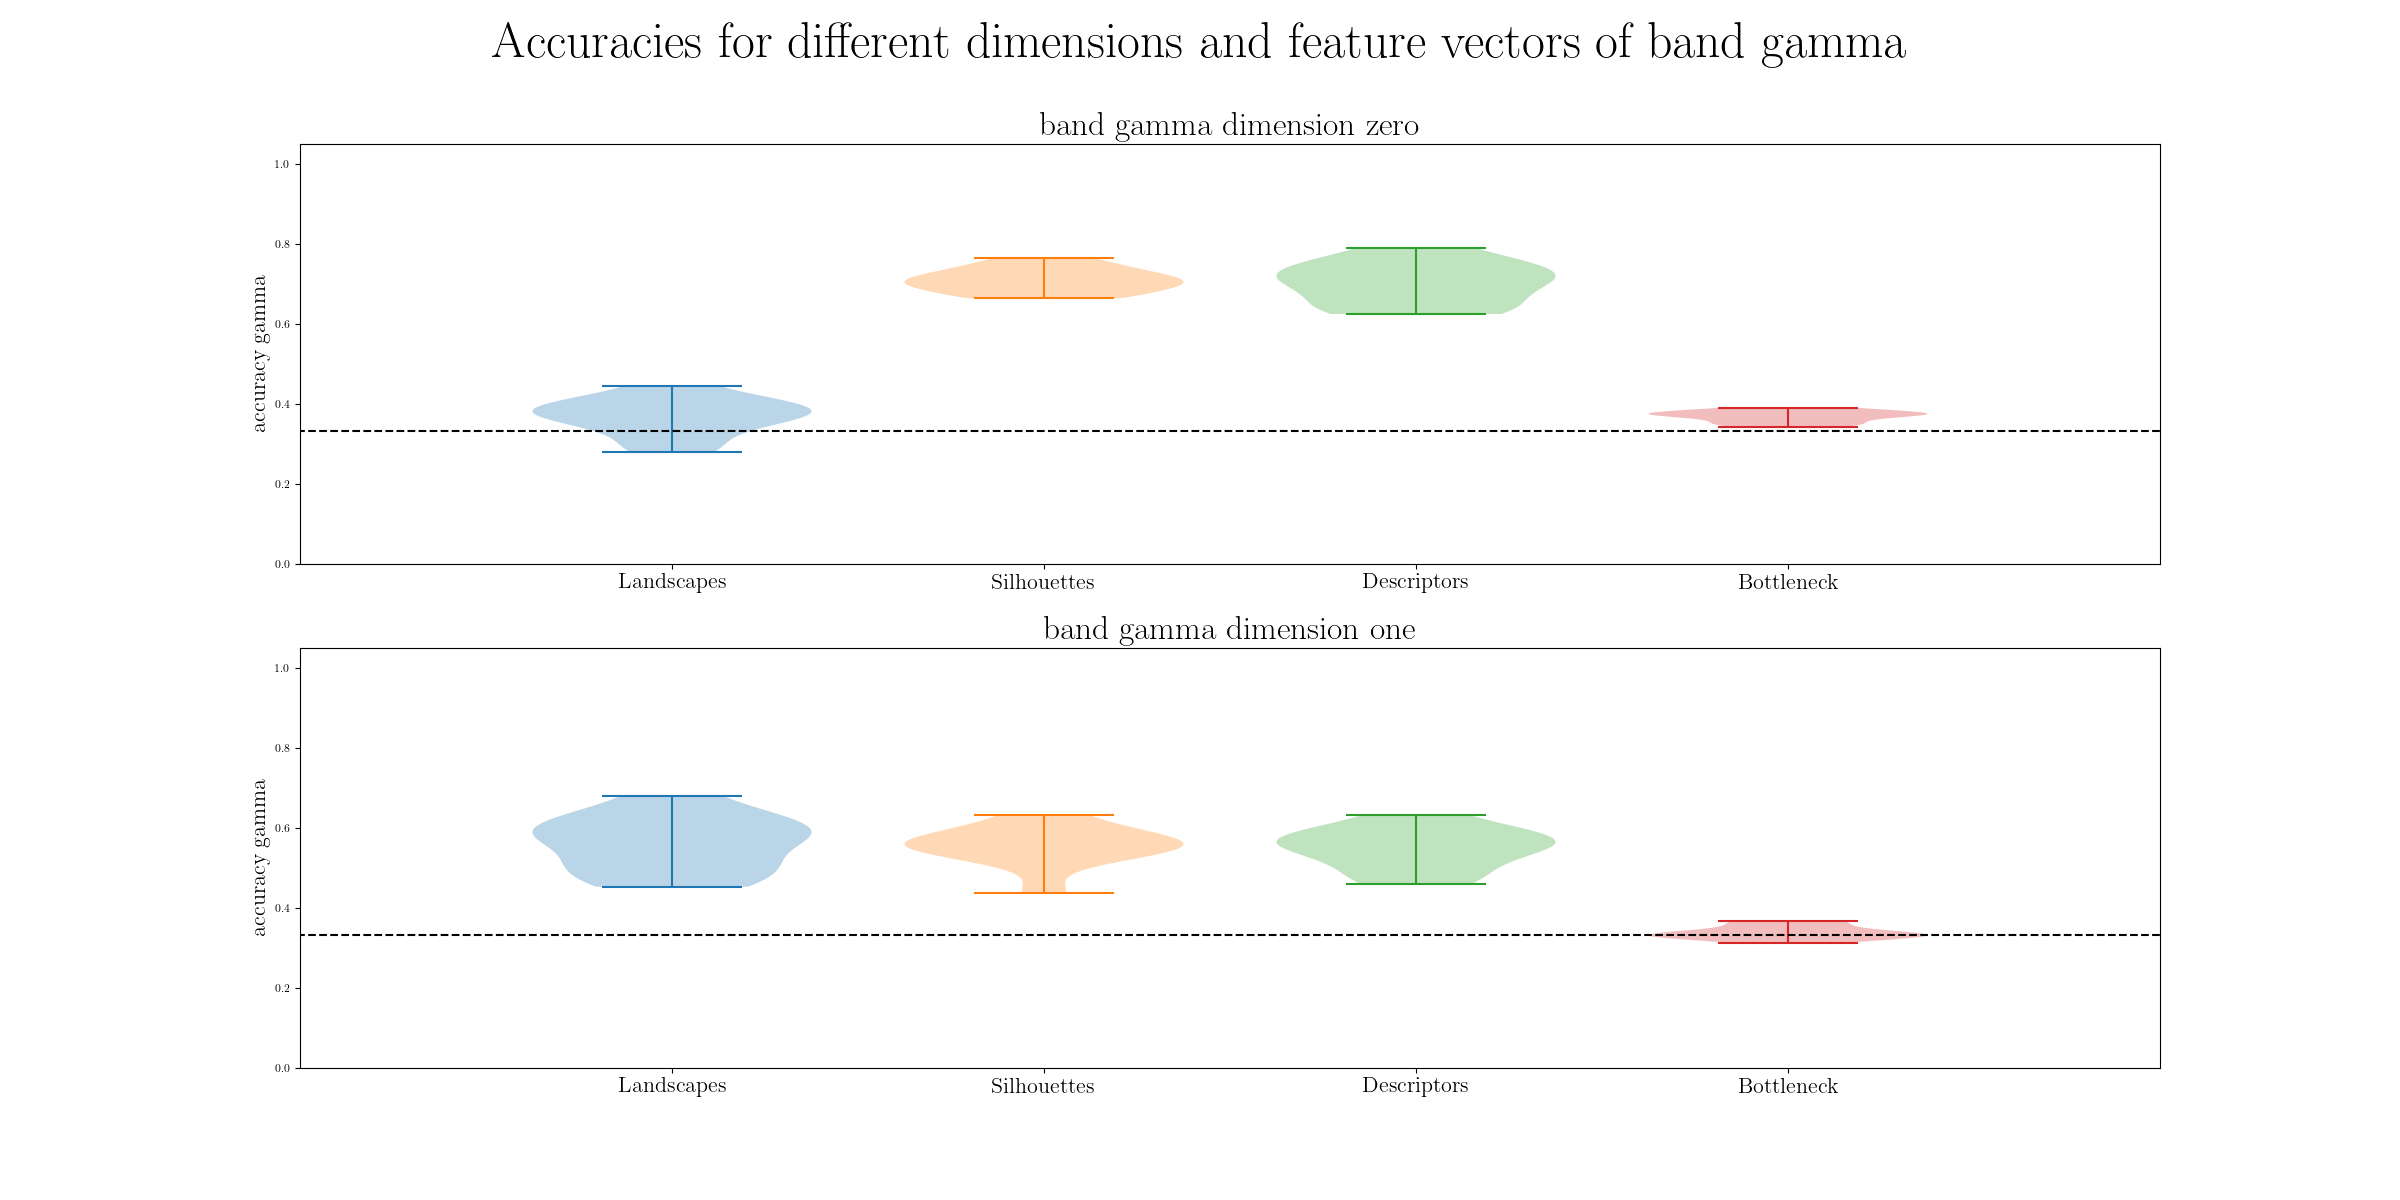 Accuracies for different dimensions and feature vectors of band gamma
band gamma dimension zero
1.0
0.8
0.6
0.4
0.2
0.0
accuracy gamma
Landscapes Silhouettes Descriptors Bottleneck
band gamma dimension one
1.0
0.8
0.6
0.4
0.2
0.0
accuracy gamma
Landscapes Silhouettes Descriptors Bottleneck